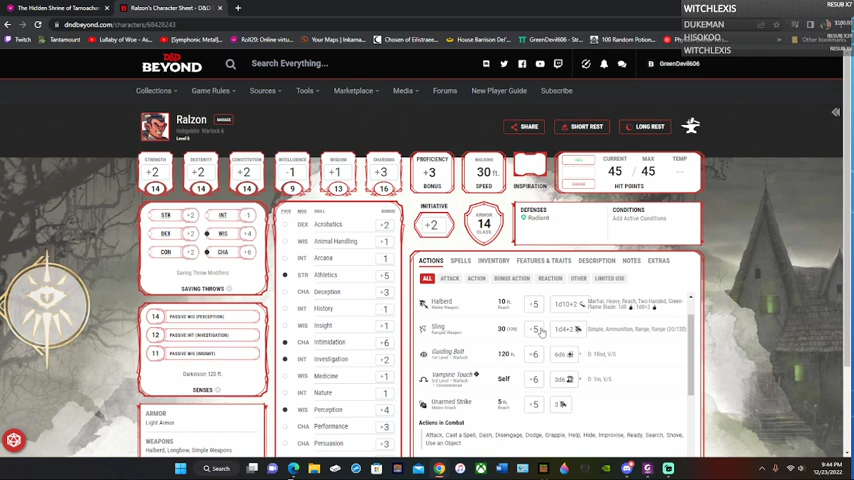 The Hidden Shrine of Tamoachan
Ralzon's Character Sheet - D&D
WITCHLEXIS
RESUB X7
DUKEMAN
$100.00
HISOKOO
WITCHLEXIS
dndbeyond.com/characters/68428243
Twitch
Tantamount
Lullaby of Woe - A
[Symphonic Metal]
Roll20: Online virtu...
Your Maps - Inkarna...
Chosen of Eilistraee
House Barrison Del
TT GreenDevil606
100 Random Potion
Other bookmarks
D&D
BEYOND
Search Everything...
GreenDevil606
Collections
Game Rules
Sources
Tools
Marketplace
Media
Forums
New Player Guide
Subscribe
Ralzon
MANAGE
Hobgoblin Warlock 6
Level 6
SHARE
SHORT REST
LONG REST
STRENGTH
+2
14
DEXTERITY
+2
14
CONSTITUTION
+2
14
INTELLIGENCE
-1
9
WISDOM
+1
13
CHARISMA
+3
16
PROFICIENCY
+3
BONUS
WALKING
30 ft.
SPEED
INSPIRATION
HEAL
DAMAGE
CURRENT
MAX
TEMP
45 / 45
HIT POINTS
STR +2
INT -1
DEX +2
WIS +4
CON +2
CHA +6
Saving Throw Modifiers
SAVING THROWS
14 PASSIVE WIS (PERCEPTION)
12 PASSIVE INT (INVESTIGATION)
11 PASSIVE WIS (INSIGHT)
Darkvision 120 ft.
SENSES
ARMOR
Light Armor
WEAPONS
Halberd, Longbow, Simple Weapons
PROF MOD SKILL BONUS
DEX Acrobatics +2
WIS Animal Handling +1
INT Arcana
STR Athletics +5
CHA Deception +3
INT History
WIS Insight +1
CHA Intimidation +6
INT Investigation +2
WIS Medicine +1
INT Nature
WIS Perception +4
CHA Performance +3
CHA Persuasion +3
INITIATIVE
+2
ARMOR
14
CLASS
DEFENSES
Radiant
CONDITIONS
Add Active Conditions
ACTIONS
SPELLS
INVENTORY
FEATURES & TRAITS
DESCRIPTION
NOTES
EXTRAS
ALL
ATTACK
ACTION
BONUS ACTION
REACTION
OTHER
LIMITED USE
Halberd
Melee Weapon
10 ft.
Reach
+5
1d10+2
Martial, Heavy, Reach, Two-Handed, Green-
Flame Blade: 1d8
Sling
Ranged Weapon
30 (120)
+5
1d4+2
Simple, Ammunition, Range, Range (30/120)
Guiding Bolt
1st Level • Warlock
120 ft.
+6
6d6
D: 1Rnd, V/S
Vampiric Touch
3rd Level • Warlock
Self
+6
3d6
D: 1m, V/S
Unarmed Strike
Melee Attack
5 ft.
Reach
+5
3
Actions in Combat
Attack, Cast a Spell, Dash, Disengage, Dodge, Grapple, Help, Hide, Improvise, Ready, Search, Shove,
Use an Object
Search
9:44 PM
12/23/2022